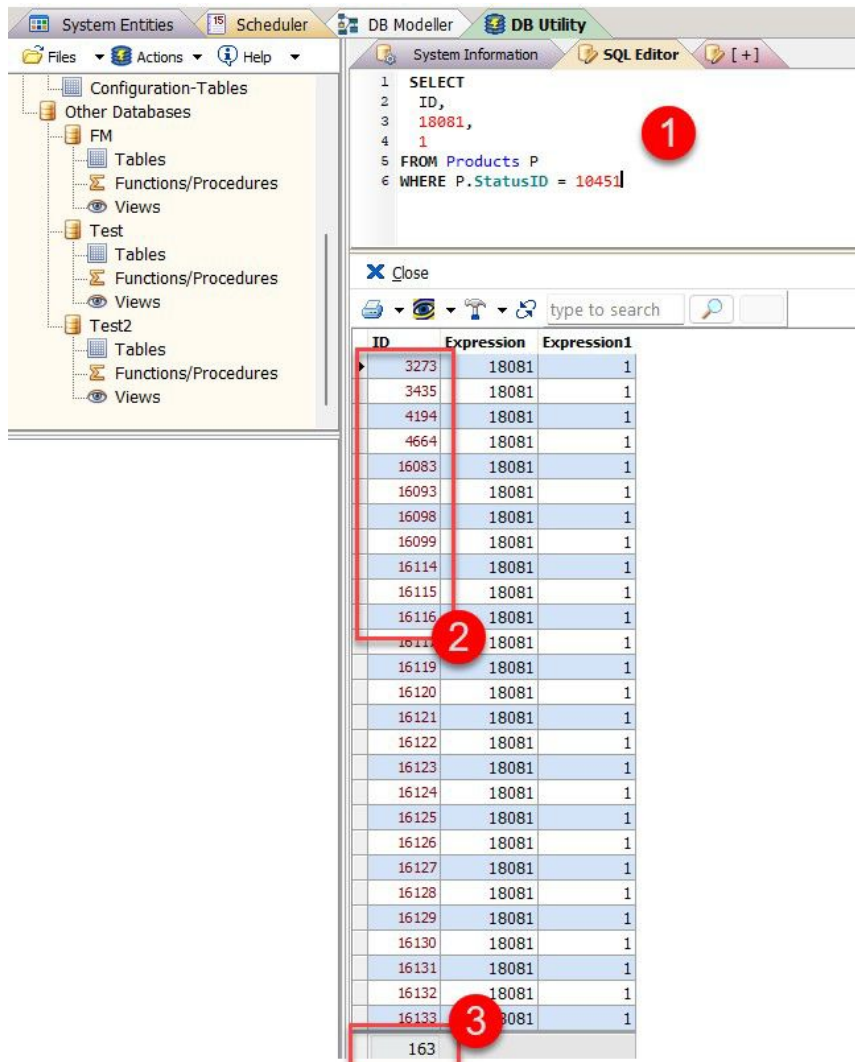 System Entities 15 Scheduler DB Modeller DB Utility
Files Actions Help
System Information SQL Editor [+]
Configuration-Tables
Other Databases
FM
Tables
Functions/Procedures
Views
Test
Tables
Functions/Procedures
Views
Test2
Tables
Functions/Procedures
Views
1 SELECT
2 ID,
3 18081,
4 1
5 FROM Products P
6 WHERE P.StatusID = 10451
1
Close
type to search
ID Expression Expression1
3273 18081 1
3435 18081 1
4194 18081 1
4664 18081 1
16083 18081 1
16093 18081 1
16098 18081 1
16099 18081 1
16114 18081 1
16115 18081 1
16116 18081 1
2
18081 1
16119 18081 1
16120 18081 1
16121 18081 1
16122 18081 1
16123 18081 1
16124 18081 1
16125 18081 1
16126 18081 1
16127 18081 1
16128 18081 1
16129 18081 1
16130 18081 1
16131 18081 1
16132 18081 1
16133 1
3
163